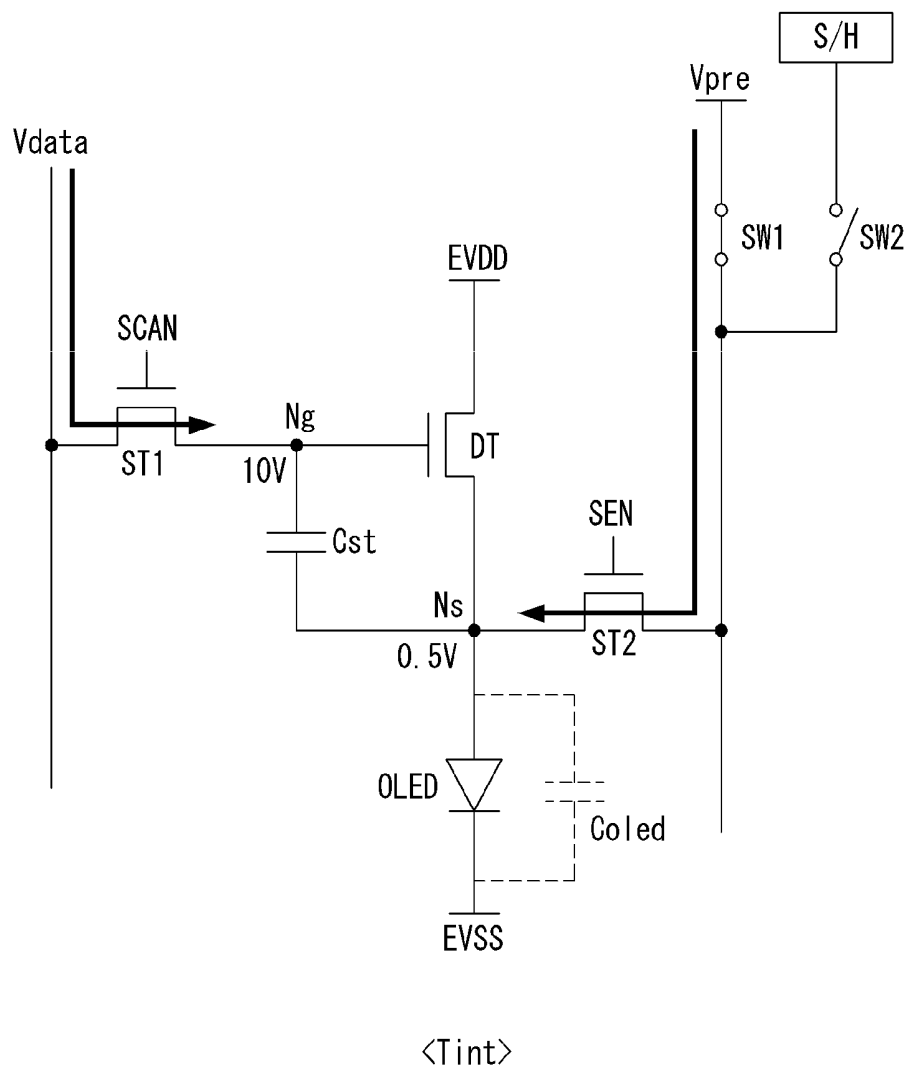 S/H
Vpre
Vdata
SW1
SW2
EVDD
SCAN
Ng
DT
ST1
10V
SEN
Cst
Ns
ST2
0.5V
OLED
Coled
EVSS
<Tint>